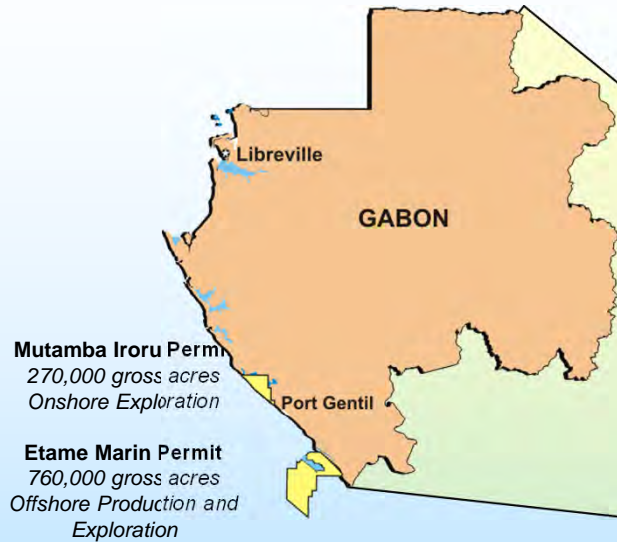 Libreville
GABON
Mutamba Iroru Permi
270,000 gross acres
Onshore Exploration
Port Gentil
Etame Marin Permit
760,000 gross acres
Offshore Production and
Exploration